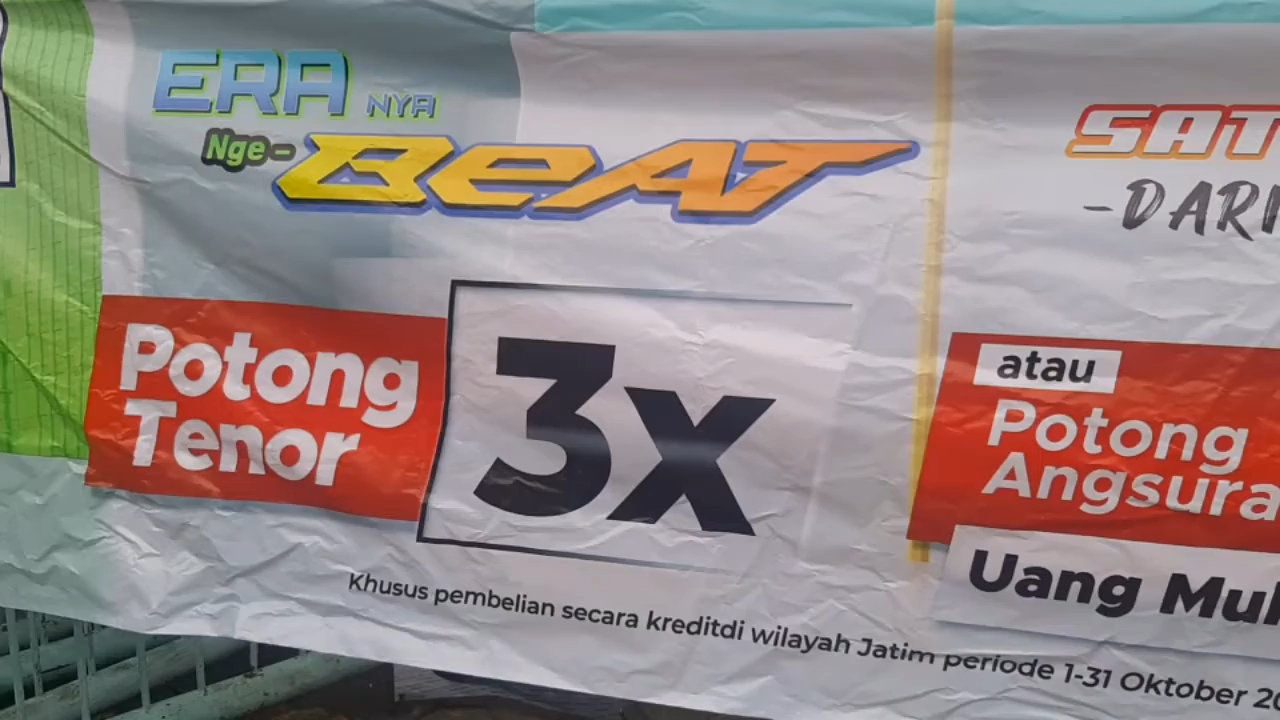 ERA NYA
Nge-BeAT
Potong
Tenor
3x
Khusus pembelian secara kreditdi wilayah Jatim periode 1-31 Oktober 20
SAT
-DARI
atau
Potong
Angsura
Uang Mu